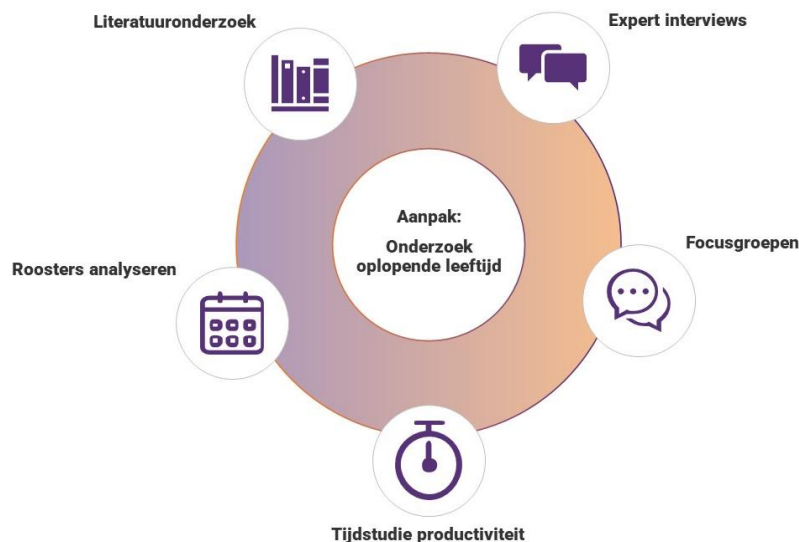 Literatuuronderzoek
Expert interviews
Aanpak:
Onderzoek
oplopende leeftijd
Focusgroepen
Roosters analyseren
Tijdstudie productiviteit